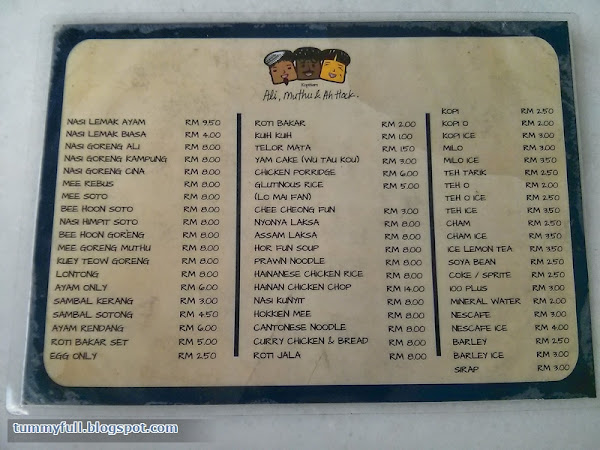 Kopitiam
Ali, Muthu & Ah Hock.
NASI LEMAK AYAM RM 9.50
NASI LEMAK BIASA RM 4.00
NASI GORENG ALI RM 8.00
NASI GORENG KAMPUNG RM 8.00
NASI GORENG CINA RM 8.00
MEE REBUS RM 8.00
MEE SOTO RM 8.00
BEE HOON SOTO RM 8.00
NASI HIMPIT SOTO RM 8.00
BEE HOON GORENG RM 8.00
MEE GORENG MUTHU RM 8.00
KUEY TEOW GORENG RM 8.00
LONTONG RM 8.00
AYAM ONLY RM 6.00
SAMBAL KERANG RM 3.00
SAMBAL SOTONG RM 4.50
AYAM RENDANG RM 6.00
ROTI BAKAR SET RM 5.00
EGG ONLY RM 2.50
ROTI BAKAR RM 2.00
KUIH KUIH RM 1.00
TELOR MATA RM 1.50
YAM CAKE (WU TAU KOU) RM 3.00
CHICKEN PORRIDGE RM 6.00
GLUTINOUS RICE RM 5.00
(LO MAI FAN)
CHEE CHEONG FUN RM 3.00
NYONYA LAKSA RM 8.00
ASSAM LAKSA RM 8.00
HOR FUN SOUP RM 8.00
PRAWN NOODLE RM 8.00
HAINANESE CHICKEN RICE RM 8.00
HAINAN CHICKEN CHOP RM 14.00
NASI KUNYIT RM 8.00
HOKKEN MEE RM 8.00
CANTONESE NOODLE RM 8.00
CURRY CHICKEN & BREAD RM 8.00
ROTI JALA RM 8.00
KOPI RM 2.50
KOPI O RM 2.00
KOPI ICE RM 3.00
MILO RM 3.00
MILO ICE RM 3.50
TEH TARIK RM 2.50
TEH O RM 2.00
TEH O ICE RM 2.50
TEH ICE RM 3.50
CHAM RM 2.50
CHAM ICE RM 3.50
ICE LEMON TEA RM 3.50
SOYA BEAN RM 2.50
COKE / SPRITE RM 2.50
100 PLUS RM 3.00
MINERAL WATER RM 2.00
NESCAFE RM 3.00
NESCAFE ICE RM 4.00
BARLEY RM 2.50
BARLEY ICE RM 3.00
SIRAP RM 3.00
tummyfull.blogspot.com